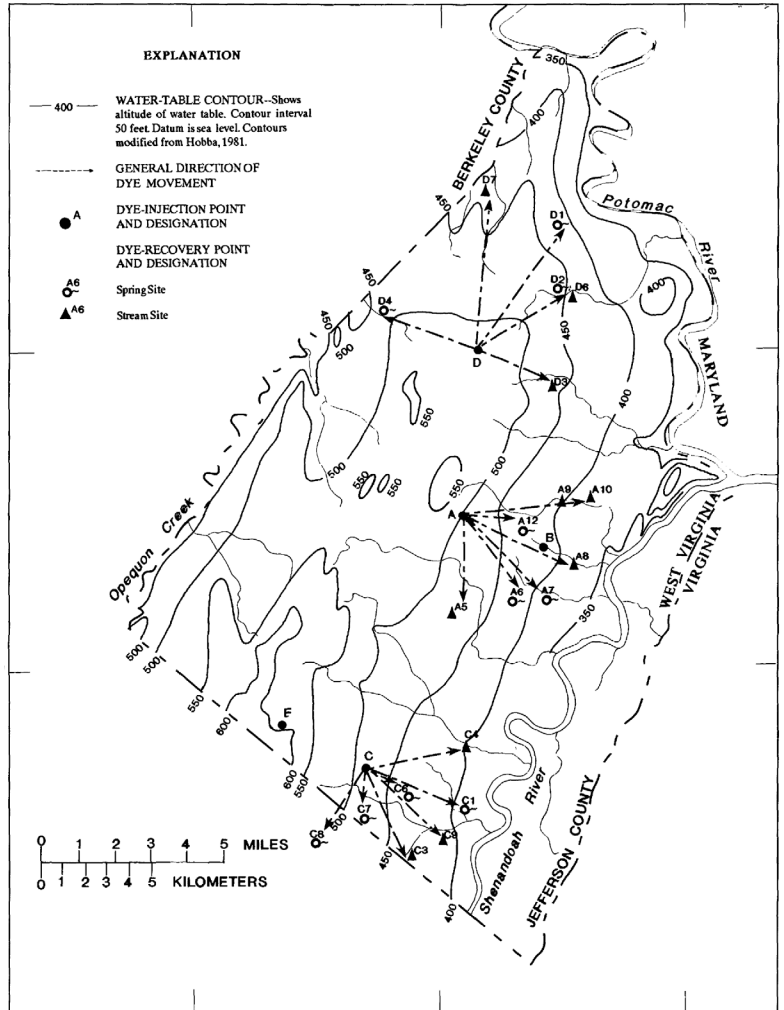 EXPLANATION
400
WATER-TABLE CONTOUR--Shows
altitude of water table. Contour interval
50 feet. Datum is sea level. Contours
modified from Hobba, 1981.
GENERAL DIRECTION OF
DYE MOVEMENT
A
DYE-INJECTION POINT
AND DESIGNATION
DYE-RECOVERY POINT
AND DESIGNATION
A6
Spring Site
A6
Stream Site
BERKELEY COUNTY
350
400
450
D7
Potomac
River
D1
D2
D6
400
450
D4
450
500
450
D
D3
MARYLAND
400
550
500
500
550
550
550
Opequon Creek
A
A9
A10
A12
B
A8
A6
A7
A5
WEST VIRGINIA
VIRGINIA
350
500
500
550
600
E
600
550
500
C
C4
C6
C1
C7
C8
C9
C3
450
400
Shenandoah River
JEFFERSON COUNTY
0 1 2 3 4 5 MILES
0 1 2 3 4 5 KILOMETERS